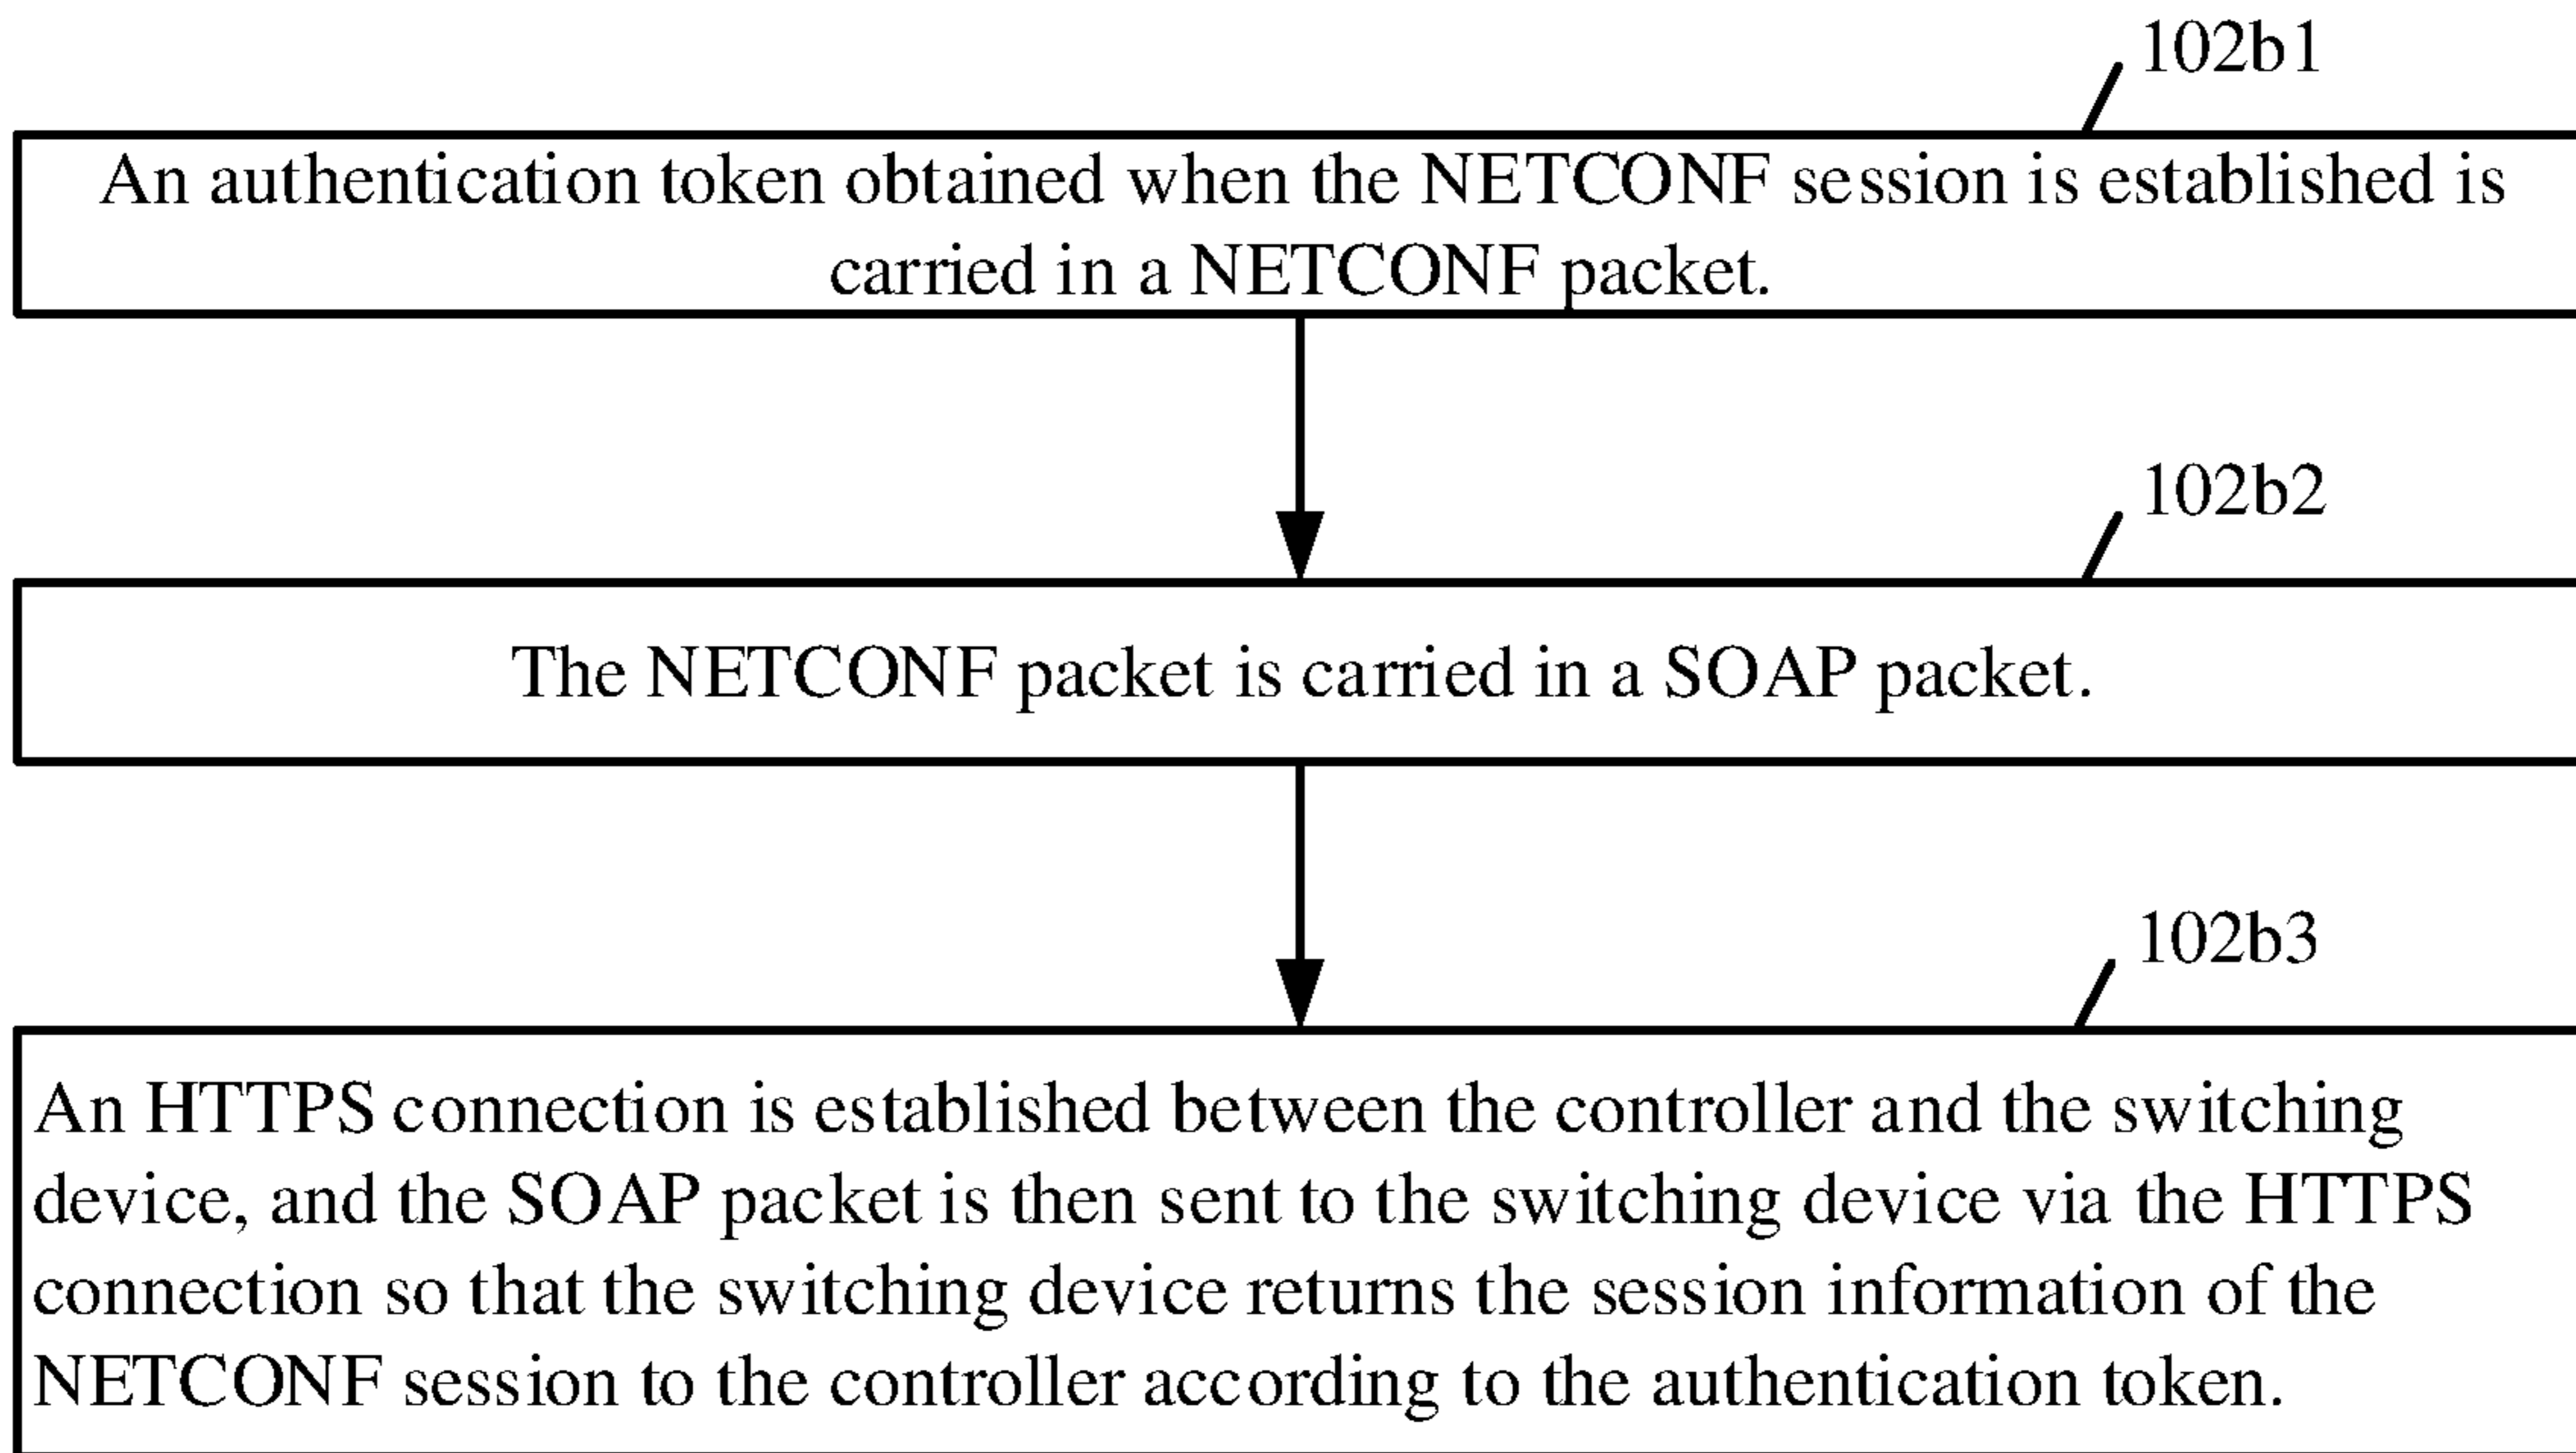 102b1
An authentication token obtained when the NETCONF session is established is
carried in a NETCONF packet.
102b2
The NETCONF packet is carried in a SOAP packet.
102b3
An HTTPS connection is established between the controller and the switching
device, and the SOAP packet is then sent to the switching device via the HTTPS
connection so that the switching device returns the session information of the
NETCONF session to the controller according to the authentication token.